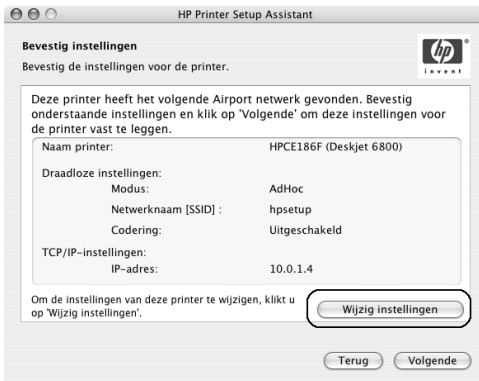 HP Printer Setup Assistant
Bevestig instellingen
Bevestig de instellingen voor de printer.
hp
invent
Deze printer heeft het volgende Airport netwerk gevonden. Bevestig
onderstaande instellingen en klik op 'Volgende' om deze instellingen voor
de printer vast te leggen.
Naam printer: HPCE186F (Deskjet 6800)
Draadloze instellingen:
Modus: AdHoc
Netwerknaam [SSID] : hpsetup
Codering: Uitgeschakeld
TCP/IP-instellingen:
IP-adres: 10.0.1.4
Om de instellingen van deze printer te wijzigen, klikt u
op 'Wijzig instellingen'.
Wijzig instellingen
Terug Volgende